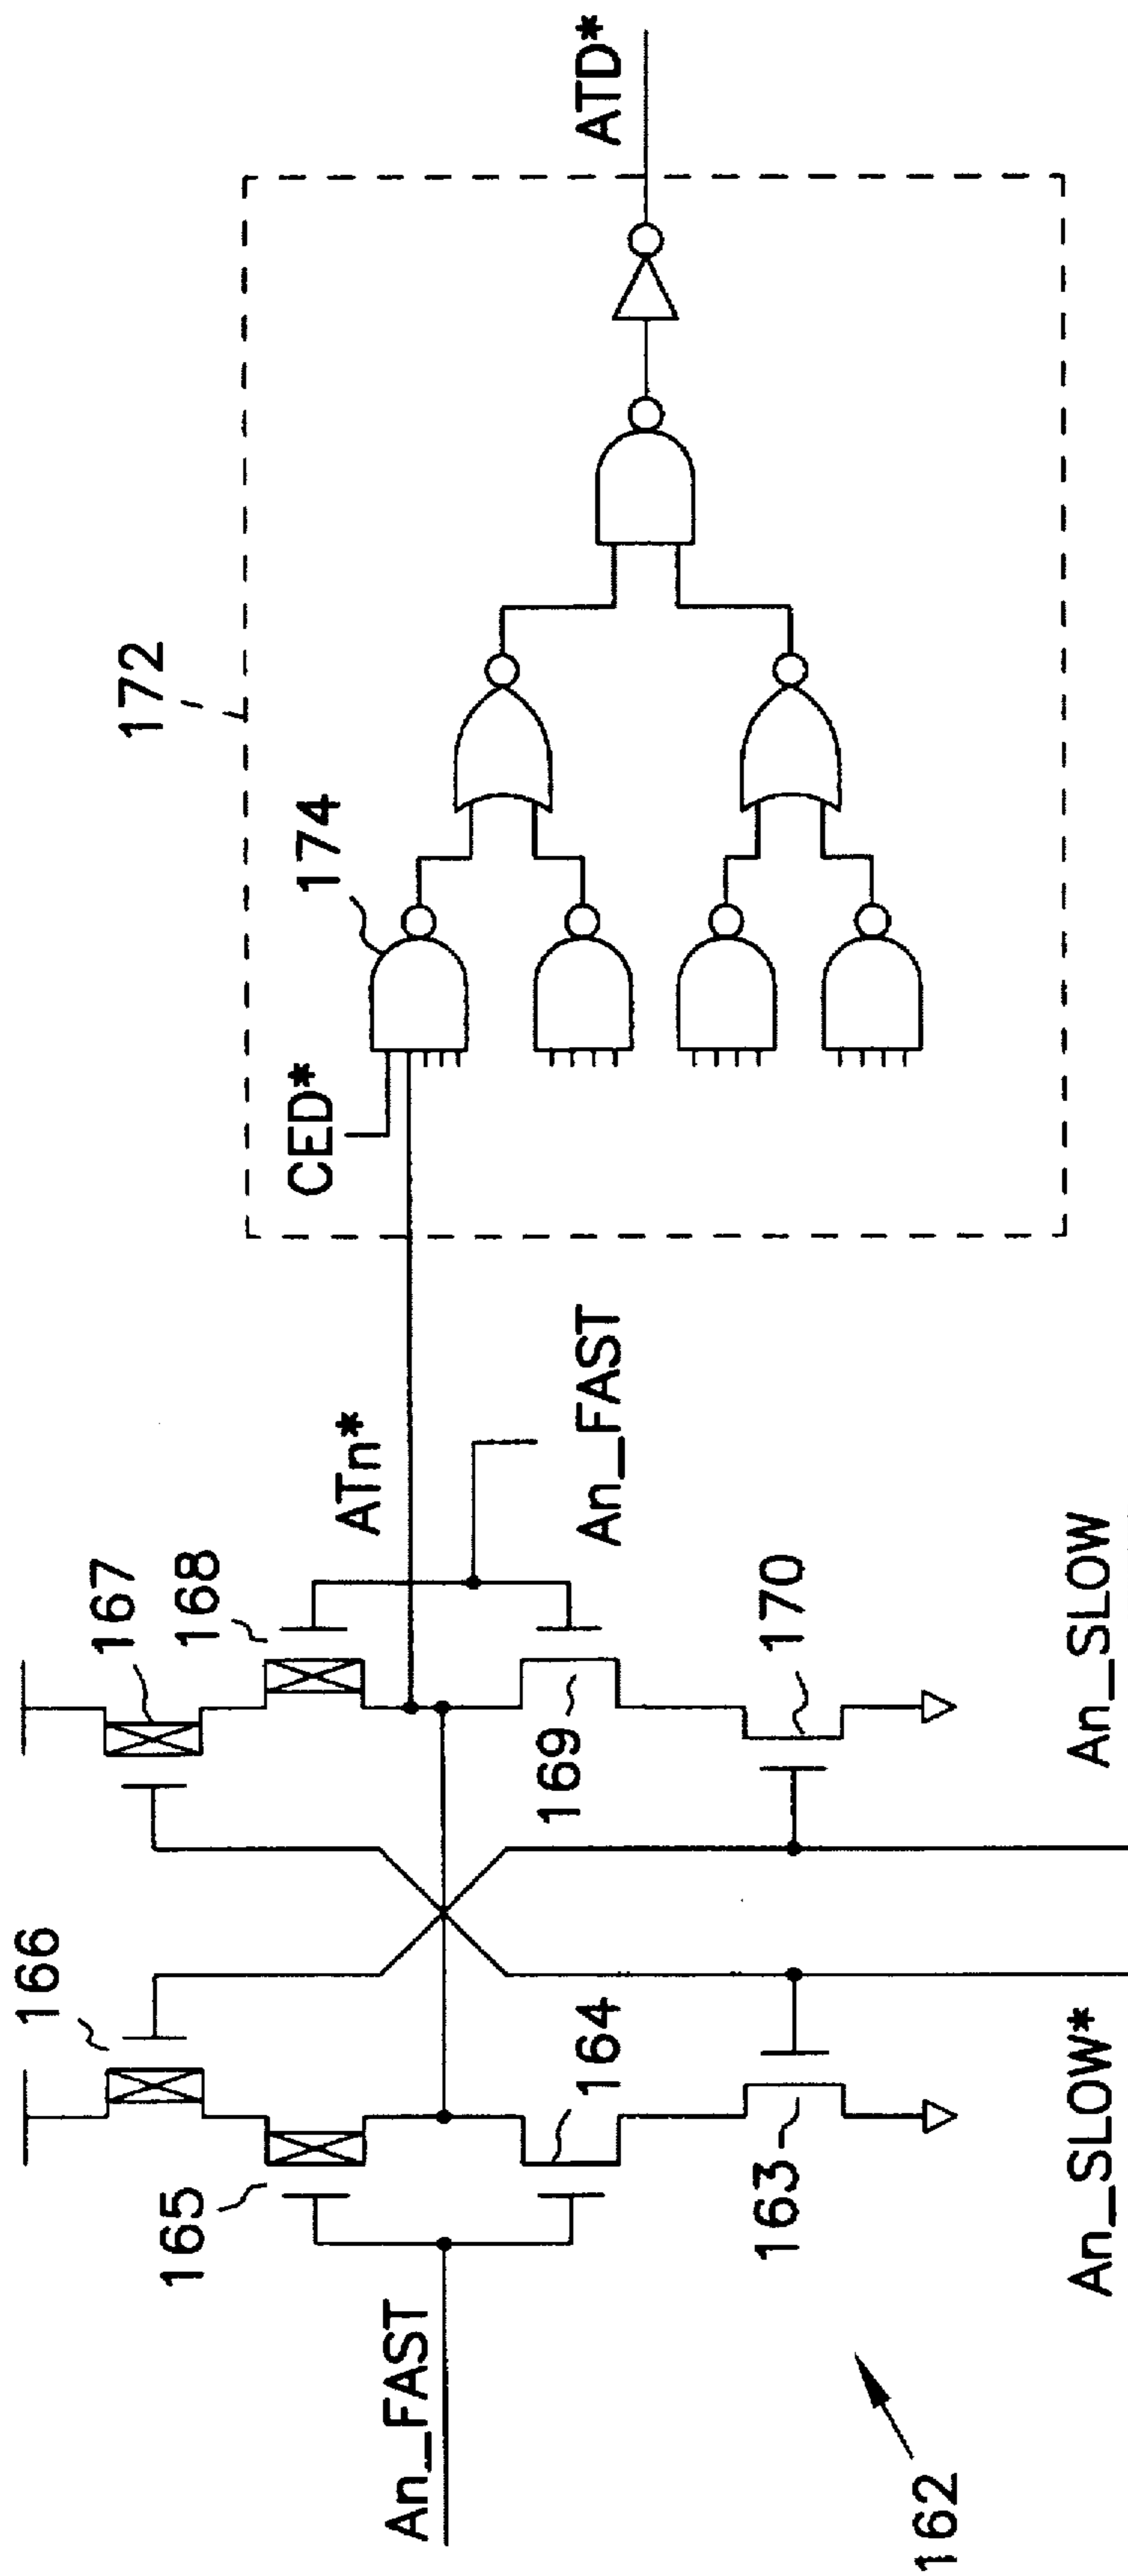 172
ATD*
174
CED*
ATn*
167
168
An_FAST
166
169
170
165
164
163
An_FAST
An_SLOW
An_SLOW*
162